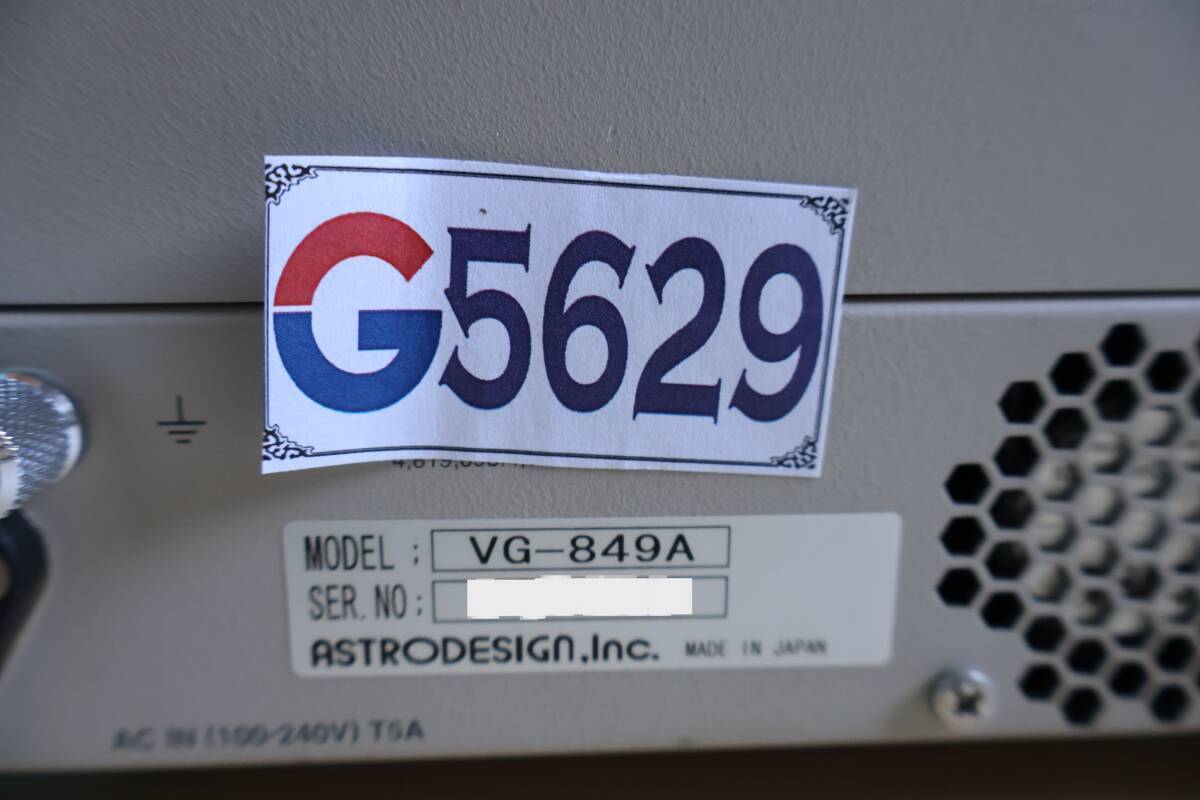 G5629
MODEL : VG-849A
SER. NO :
ASTRODESIGN,Inc. MADE IN JAPAN
AC IN (100-240V) T5A